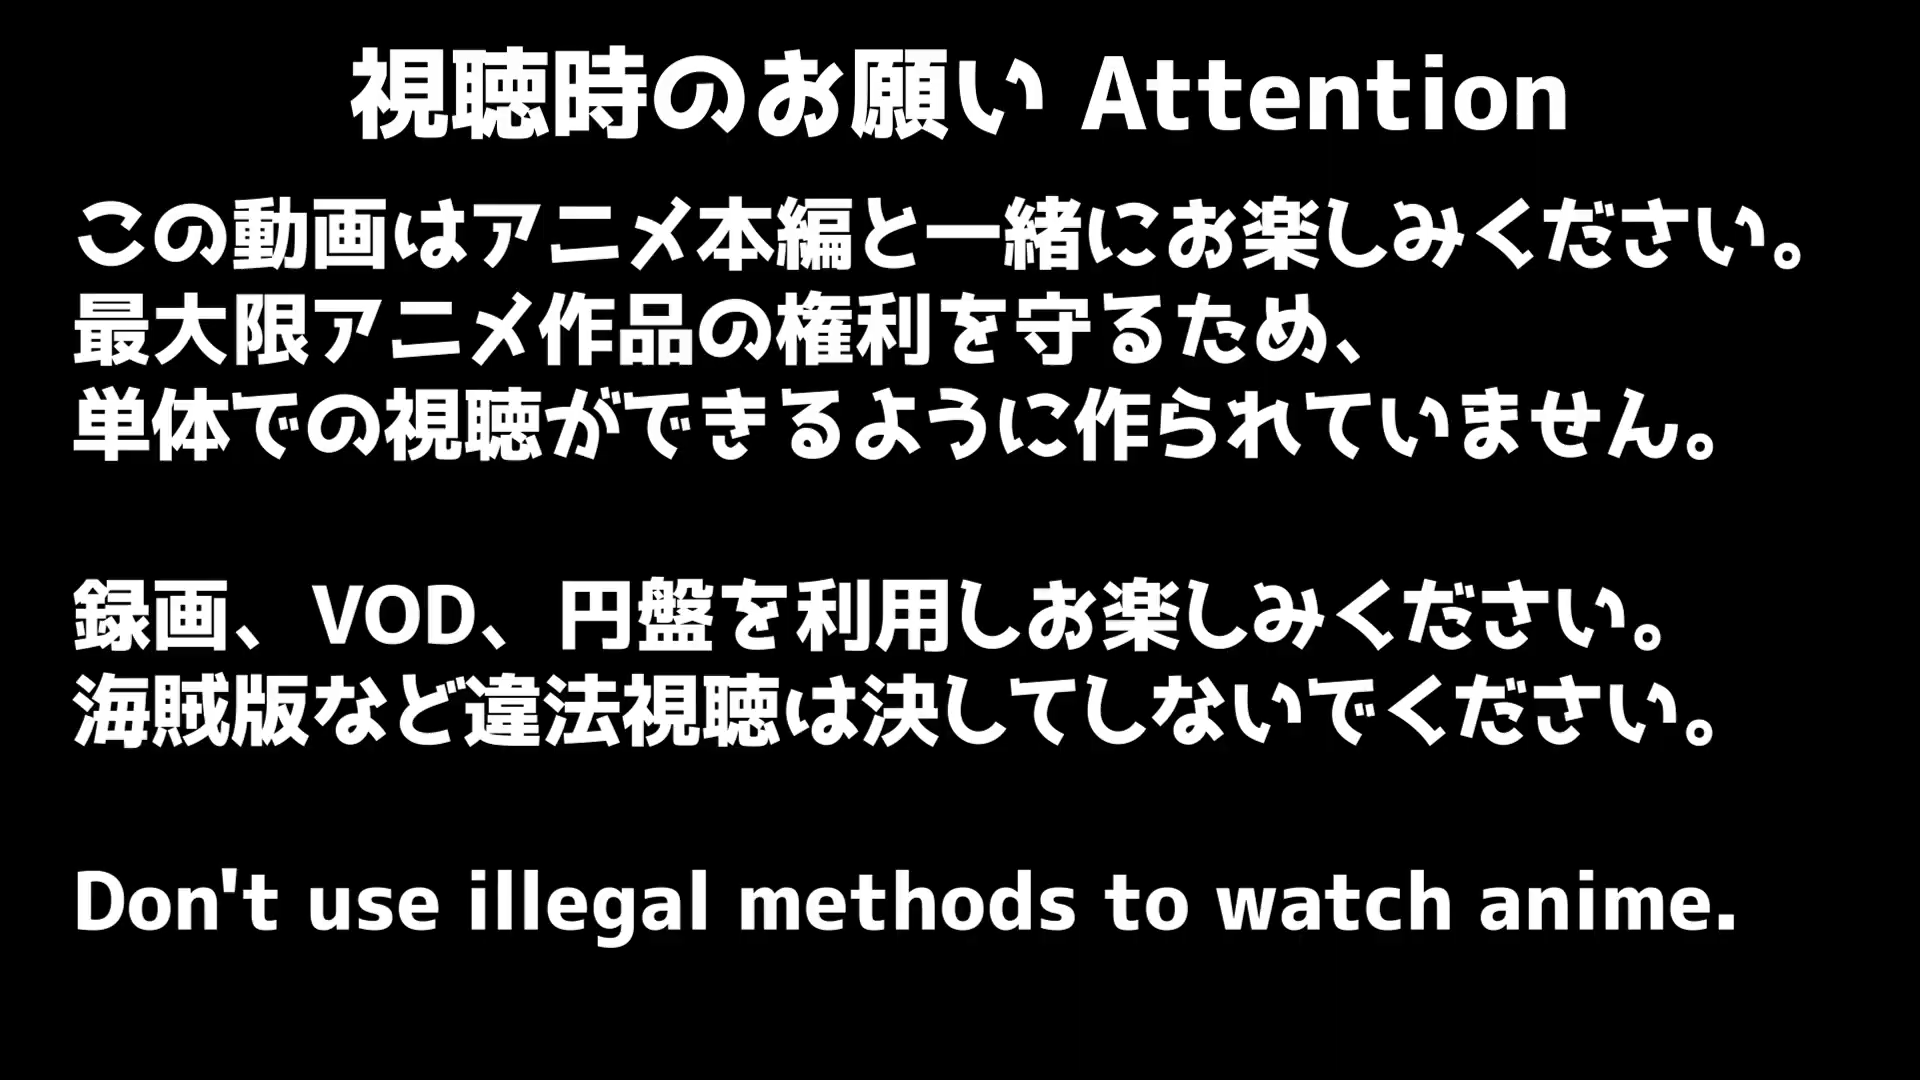 視聴時のお願い Attention
この動画はアニメ本編と一緒にお楽しみください。
最大限アニメ作品の権利を守るため、
単体での視聴ができるように作られていません。
録画、VOD、円盤を利用しお楽しみください。
海賊版など違法視聴は決してしないでください。
Don't use illegal methods to watch anime.